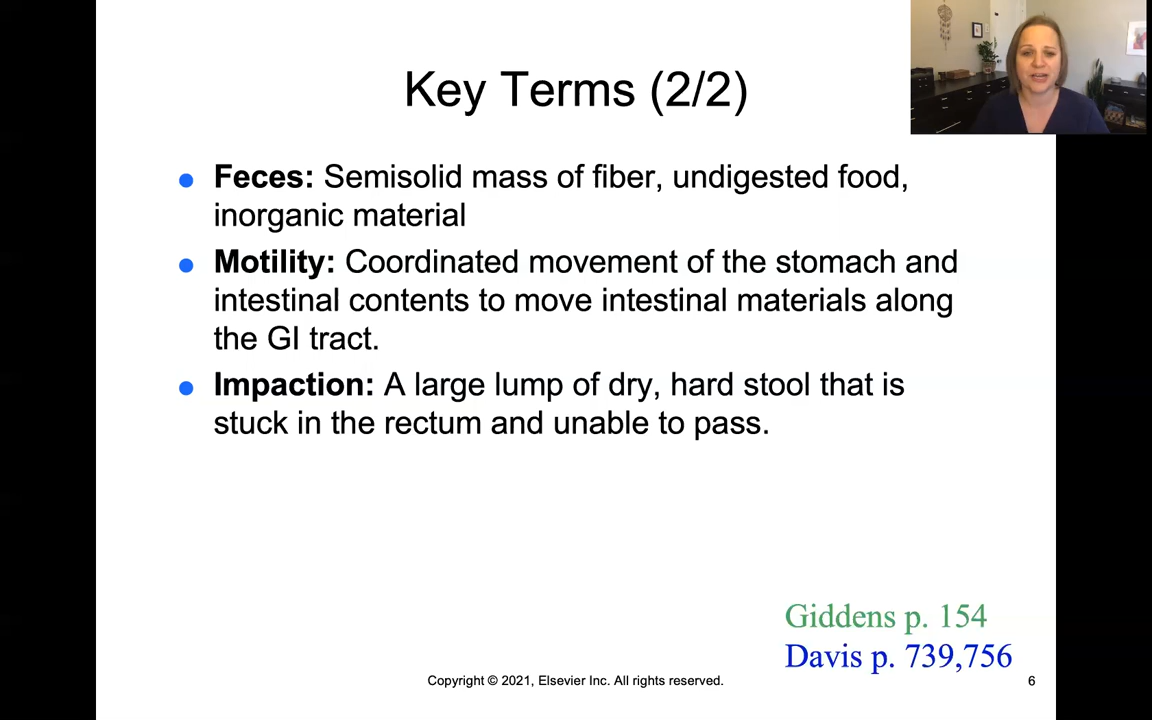 Key Terms (2/2)
● Feces: Semisolid mass of fiber, undigested food,
inorganic material
● Motility: Coordinated movement of the stomach and
intestinal contents to move intestinal materials along
the GI tract.
● Impaction: A large lump of dry, hard stool that is
stuck in the rectum and unable to pass.
Giddens p. 154
Davis p. 739,756
Copyright © 2021, Elsevier Inc. All rights reserved.
6